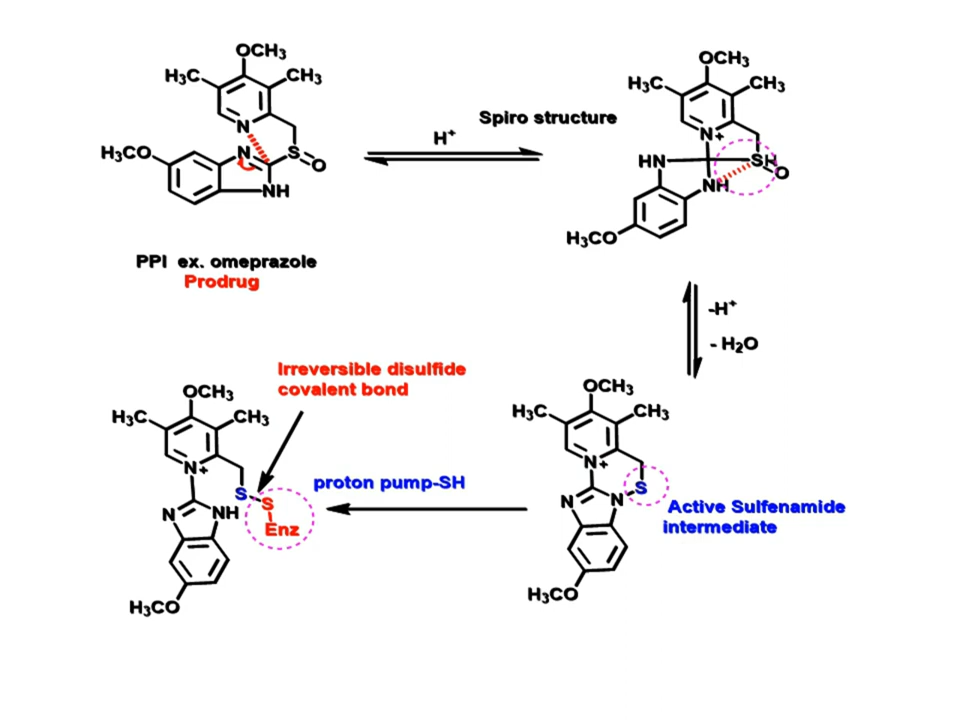 OCH₃
H₃C
CH₃
N
H₃CO
N
S
O
NH
PPI ex. omeprazole
Prodrug
H⁺
Spiro structure
OCH₃
H₃C
CH₃
N+
HN
SH
O
NH
H₃CO
-H⁺
- H₂O
OCH₃
H₃C
CH₃
N+
N
N
S
H₃CO
Active Sulfenamide
intermediate
proton pump-SH
Irreversible disulfide
covalent bond
OCH₃
H₃C
CH₃
N+
S
S
N
NH
Enz
H₃CO